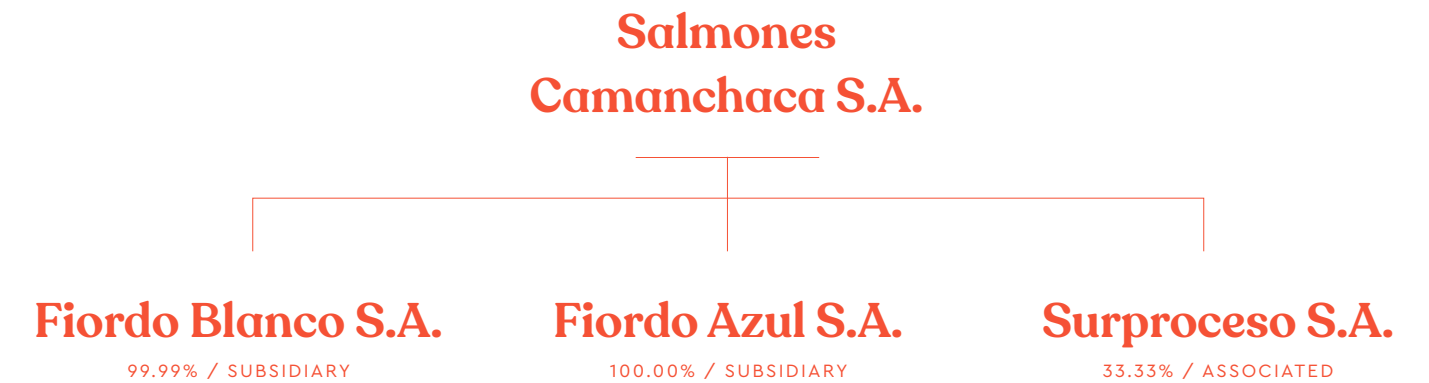 Salmones
Camanchaca S.A.
Fiordo Blanco S.A.
99.99% / SUBSIDIARY
Fiordo Azul S.A.
100.00% / SUBSIDIARY
Surproceso S.A.
33.33% / ASSOCIATED